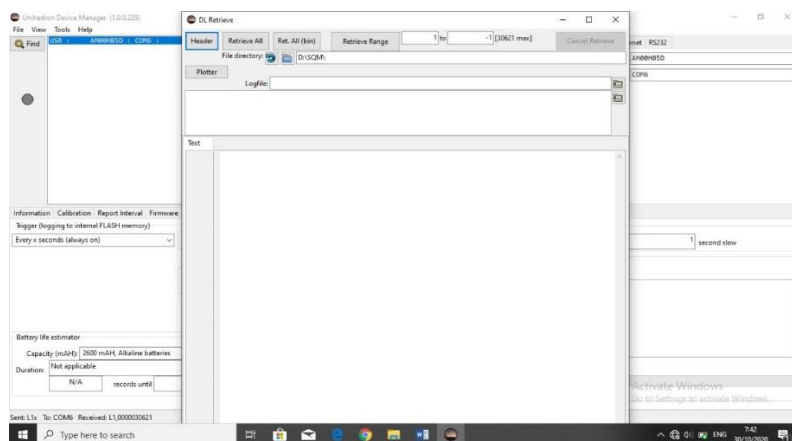 Unihedron Device Manager (1.0.0.229)
File View Tools Help
Find
USB : AM00H85D : COM6 :
DL Retrieve
Header Retrieve All Ret. All (bin) Retrieve Range 1 to -1 [30621 max] Cancel Retrieve
File directory: D:\SQM\
Plotter
Logfile:
Text
rnet RS232
AM00H85D
COM6
Information Calibration Report Interval Firmware
Trigger (logging to internal FLASH memory)
Every x seconds (always on)
1 second slow
Battery life estimator
Capacity (mAH): 2600 mAH, Alkaline batteries
Duration: Not applicable
N/A records until
Activate Windows
Go to Settings to activate Windows.
Sent: L1x To: COM6 Received: L1,0000030621
Type here to search
ENG
7:42
30/10/2020